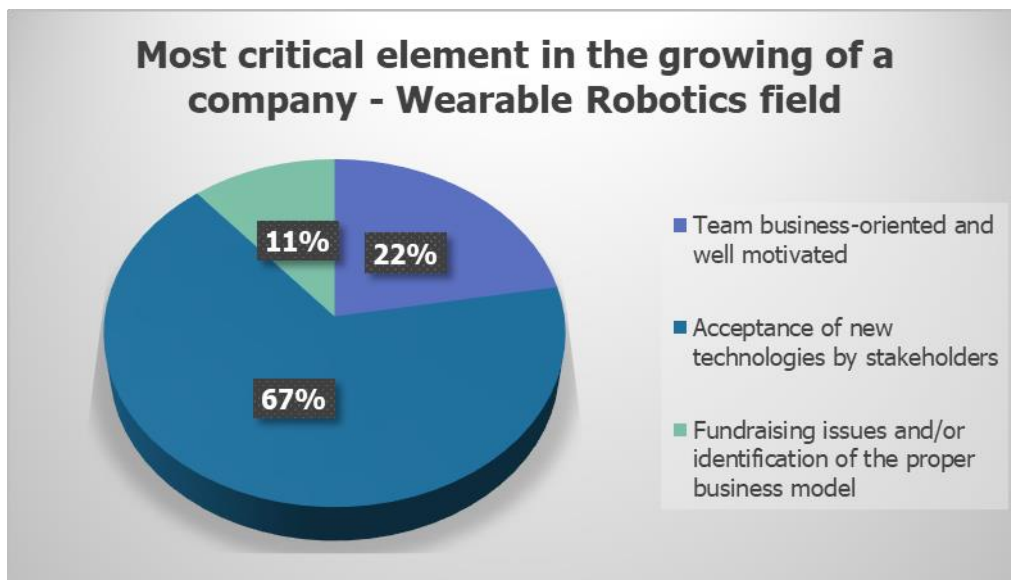 Most critical element in the growing of a
company - Wearable Robotics field
11%
22%
67%
Team business-oriented and
well motivated
Acceptance of new
technologies by stakeholders
Fundraising issues and/or
identification of the proper
business model